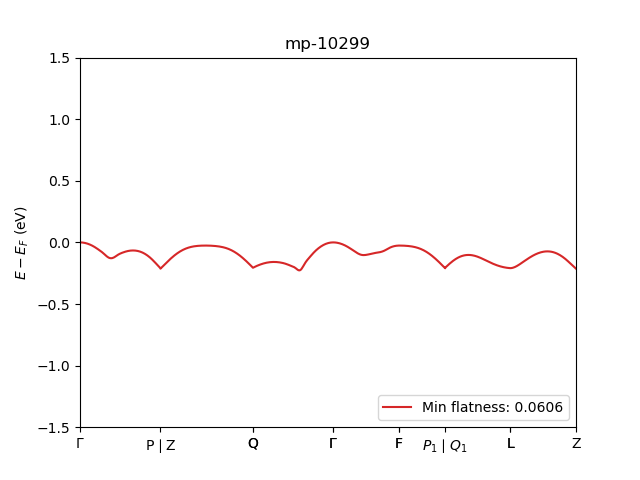 mp-10299
E − E_F (eV)
1.5
1.0
0.5
0.0
−0.5
−1.0
−1.5
Min flatness: 0.0606
Γ P | Z Q Γ F P₁ | Q₁ L Z